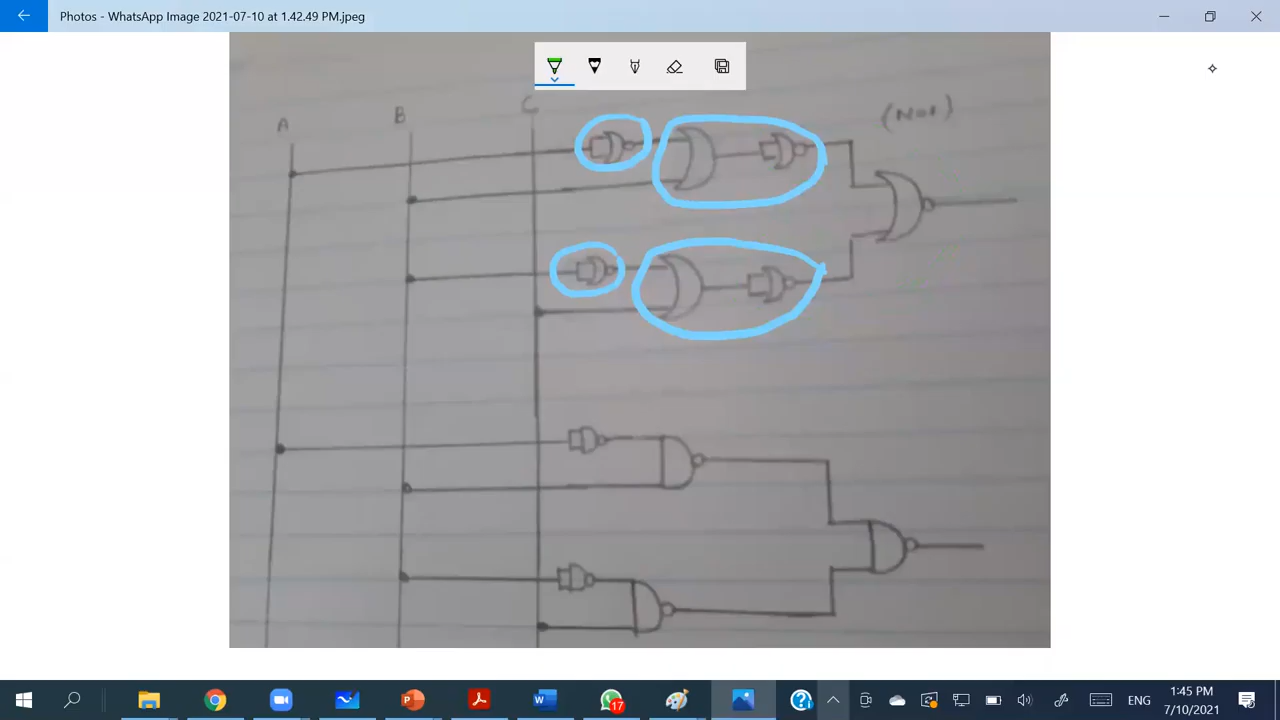 Photos - WhatsApp Image 2021-07-10 at 1.42.49 PM.jpeg
A
B
C
(Nor)
17
ENG
1:45 PM
7/10/2021